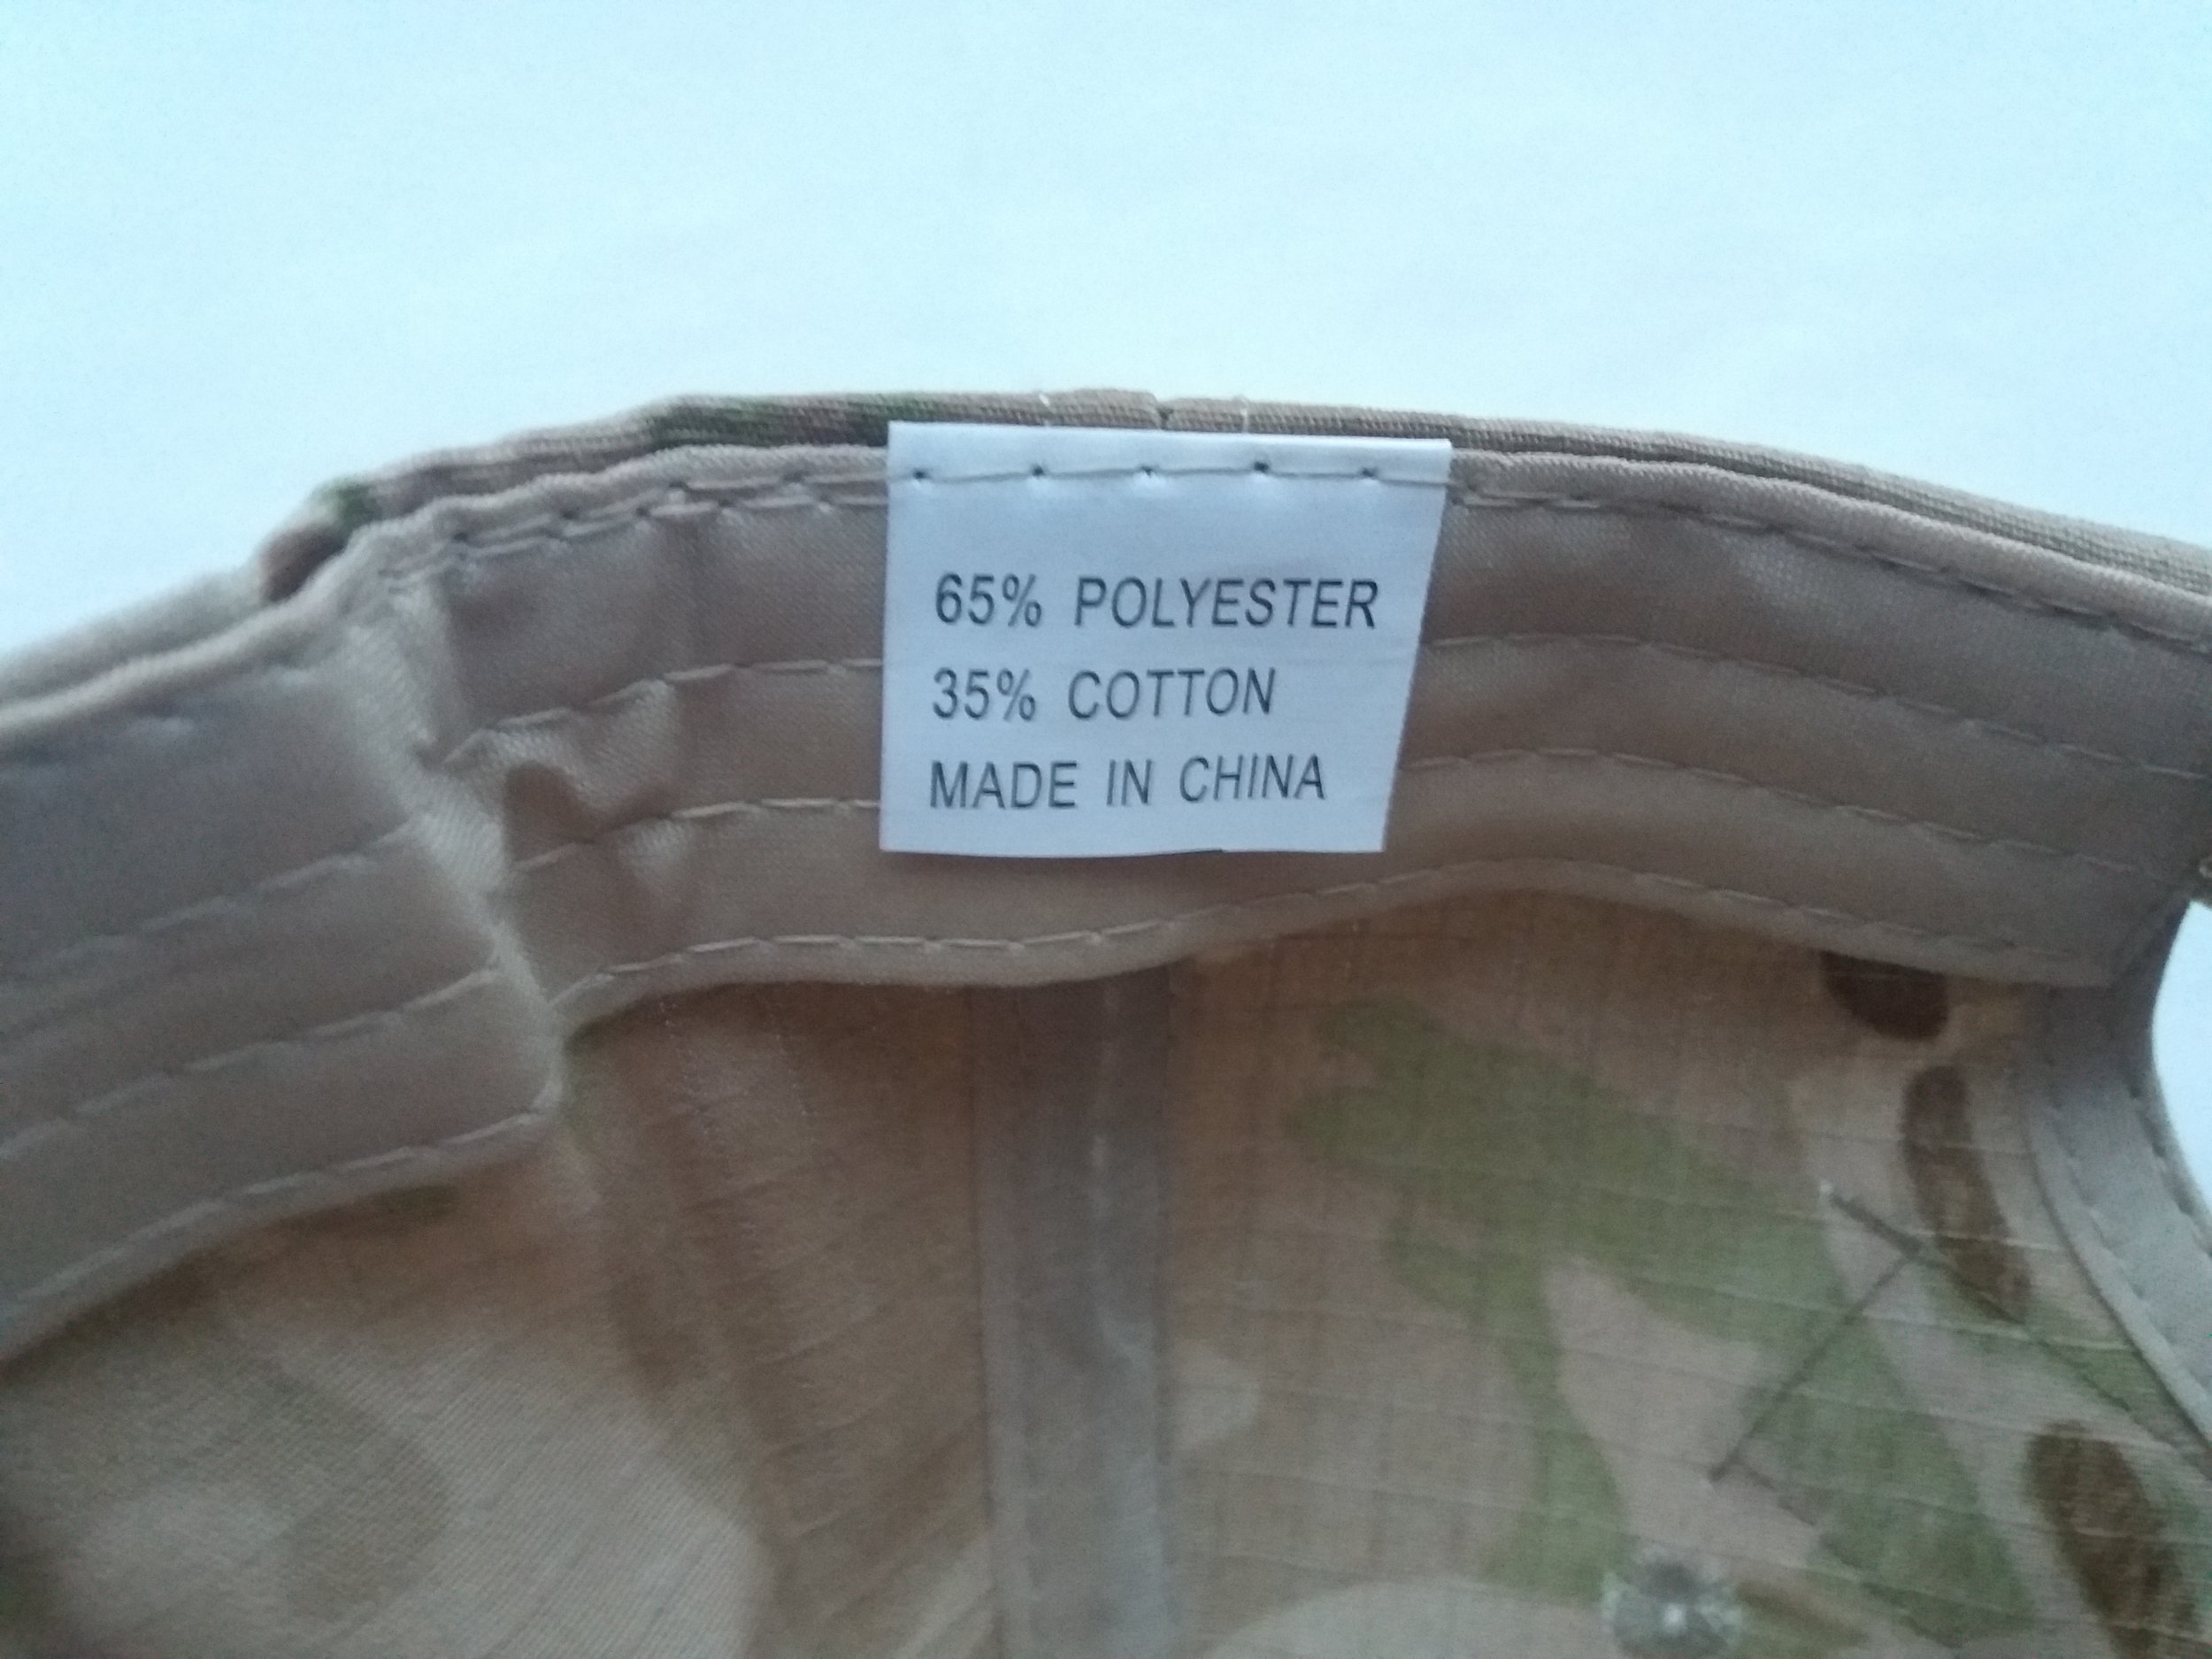 65% POLYESTER
35% COTTON
MADE IN CHINA